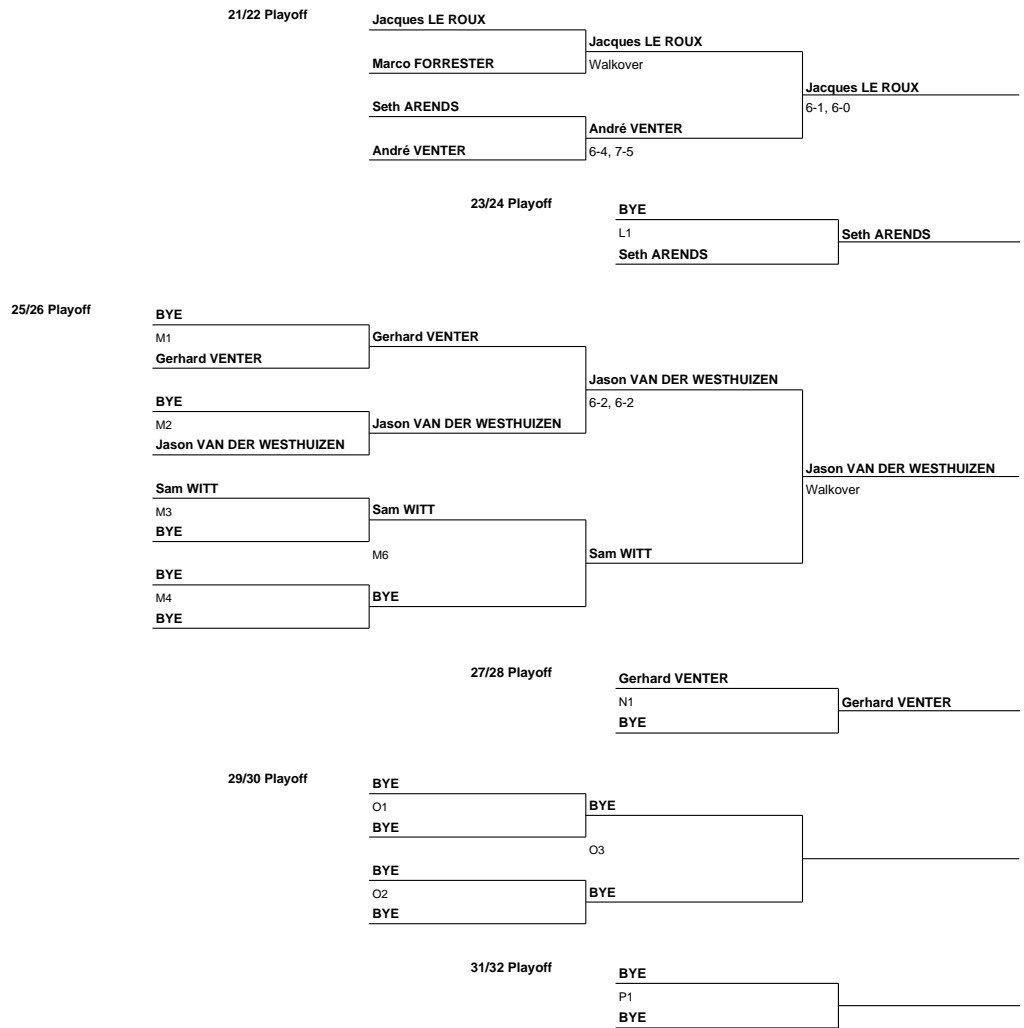 21/22 Playoff
Jacques LE ROUX
Jacques LE ROUX
Marco FORRESTER
Walkover
Jacques LE ROUX
Seth ARENDS
6-1, 6-0
André VENTER
André VENTER
6-4, 7-5
23/24 Playoff
BYE
L1
Seth ARENDS
Seth ARENDS
25/26 Playoff
BYE
M1
Gerhard VENTER
Gerhard VENTER
Jason VAN DER WESTHUIZEN
BYE
6-2, 6-2
M2
Jason VAN DER WESTHUIZEN
Jason VAN DER WESTHUIZEN
Jason VAN DER WESTHUIZEN
Sam WITT
Walkover
M3
Sam WITT
BYE
M6
Sam WITT
BYE
M4
BYE
BYE
27/28 Playoff
Gerhard VENTER
N1
Gerhard VENTER
BYE
29/30 Playoff
BYE
O1
BYE
BYE
O3
BYE
O2
BYE
BYE
31/32 Playoff
BYE
P1
BYE